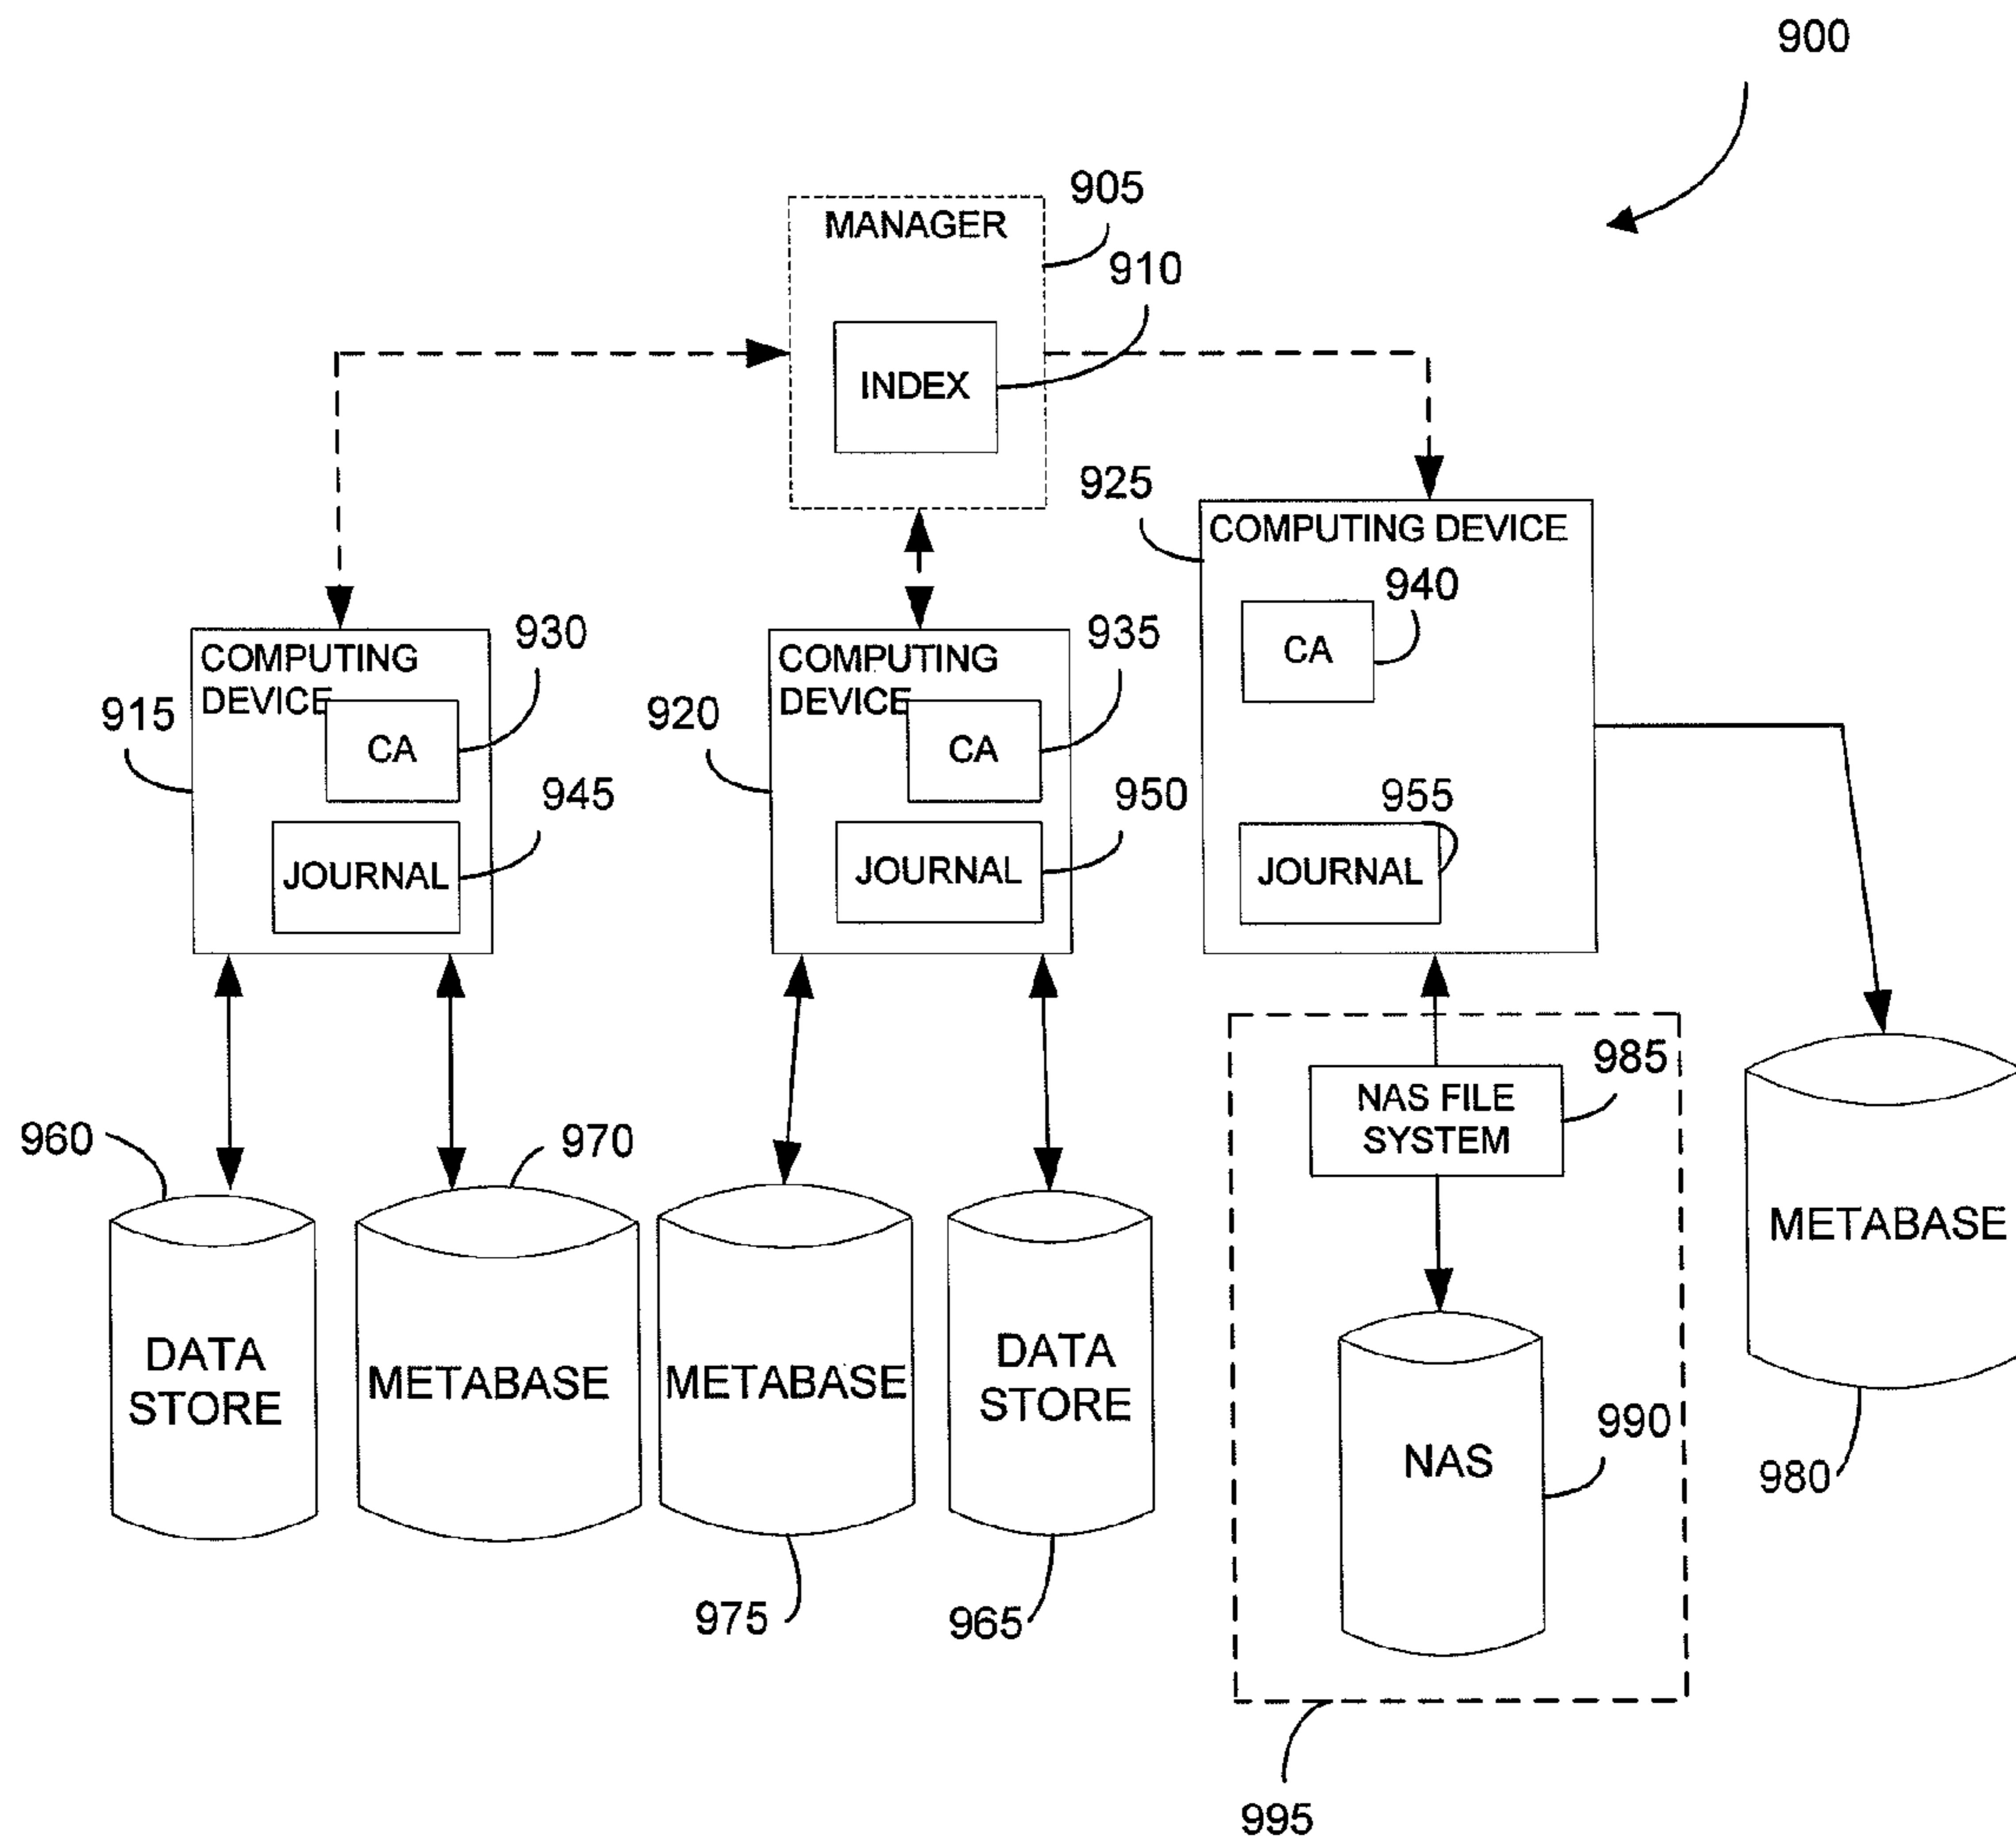 900
905
MANAGER
910
INDEX
925
COMPUTING DEVICE
940
CA
930
COMPUTING
DEVICE
915
CA
945
JOURNAL
935
COMPUTING
DEVICE
920
CA
950
JOURNAL
955
JOURNAL
985
NAS FILE
SYSTEM
960
970
METABASE
DATA
STORE
METABASE
METABASE
DATA
STORE
990
NAS
980
975
965
995